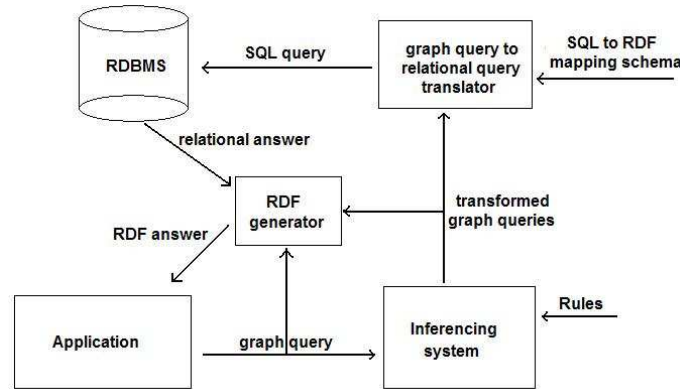 RDBMS
SQL query
graph query to
relational query
translator
SQL to RDF
mapping schema
relational answer
RDF
generator
transformed
graph queries
RDF answer
Application
graph query
Inferencing
system
Rules